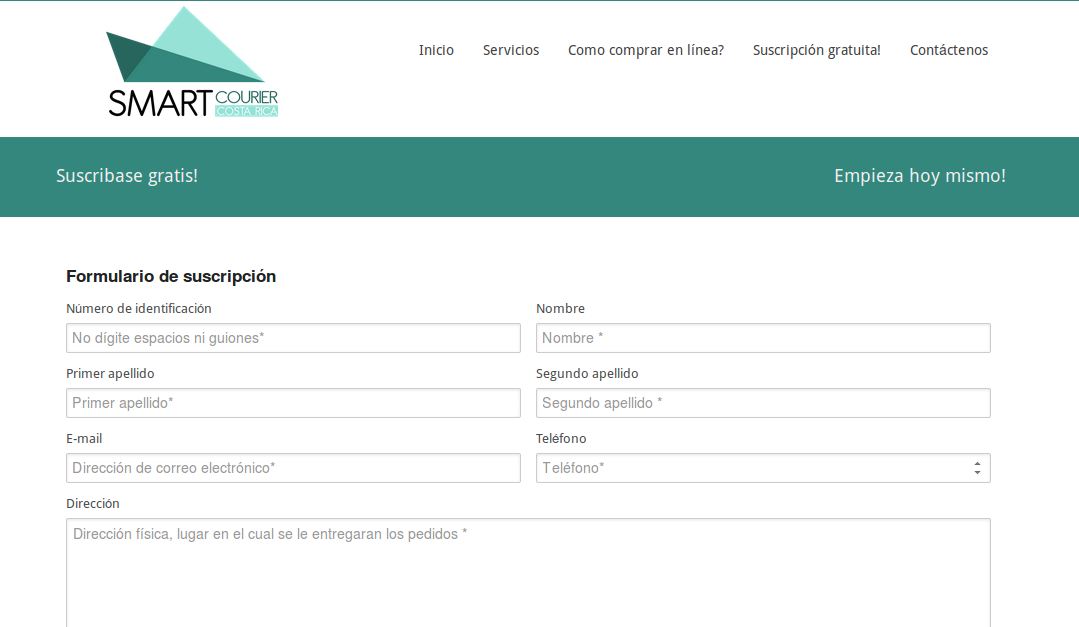 SMART COURIER
COSTA RICA
Inicio Servicios Como comprar en línea? Suscripción gratuita! Contáctenos
Suscribase gratis! Empieza hoy mismo!
Formulario de suscripción
Número de identificación Nombre
No dígite espacios ni guiones* Nombre *
Primer apellido Segundo apellido
Primer apellido* Segundo apellido *
E-mail Teléfono
Dirección de correo electrónico* Teléfono*
Dirección
Dirección física, lugar en el cual se le entregaran los pedidos *